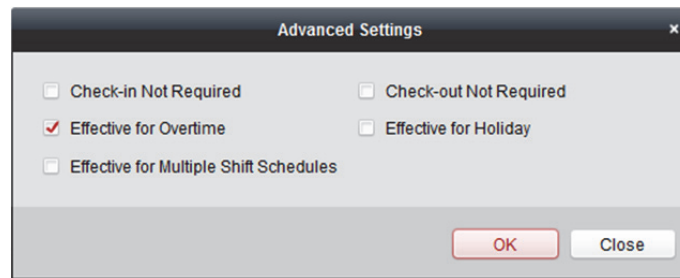 Advanced Settings
×
Check-in Not Required
Check-out Not Required
Effective for Overtime
Effective for Holiday
Effective for Multiple Shift Schedules
OK
Close